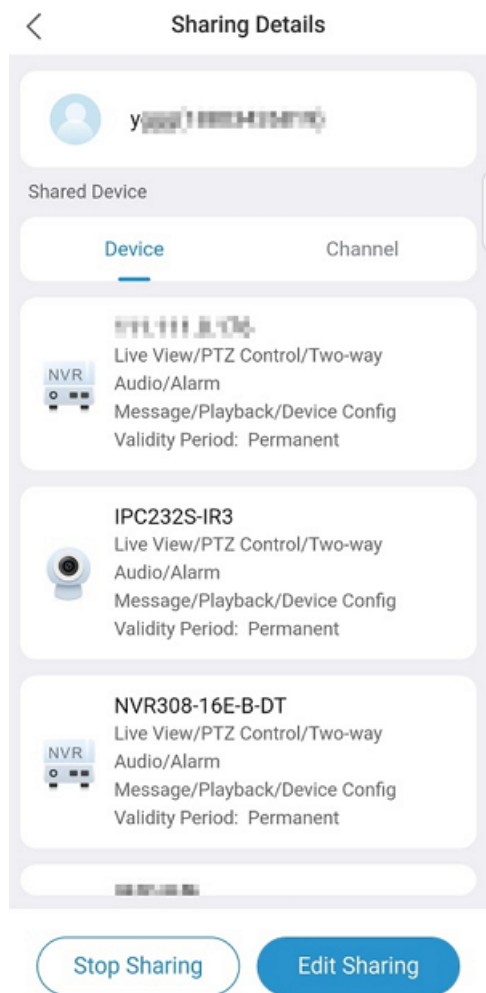 Sharing Details
Shared Device
Device
Channel
Live View/PTZ Control/Two-way
NVR
Audio/Alarm
Message/Playback/Device Config
Validity Period: Permanent
IPC232S-IR3
Live View/PTZ Control/Two-way
Audio/Alarm
Message/Playback/Device Config
Validity Period: Permanent
NVR308-16E-B-DT
Live View/PTZ Control/Two-way
NVR
Audio/Alarm
Message/Playback/Device Config
Validity Period: Permanent
Stop Sharing
Edit Sharing